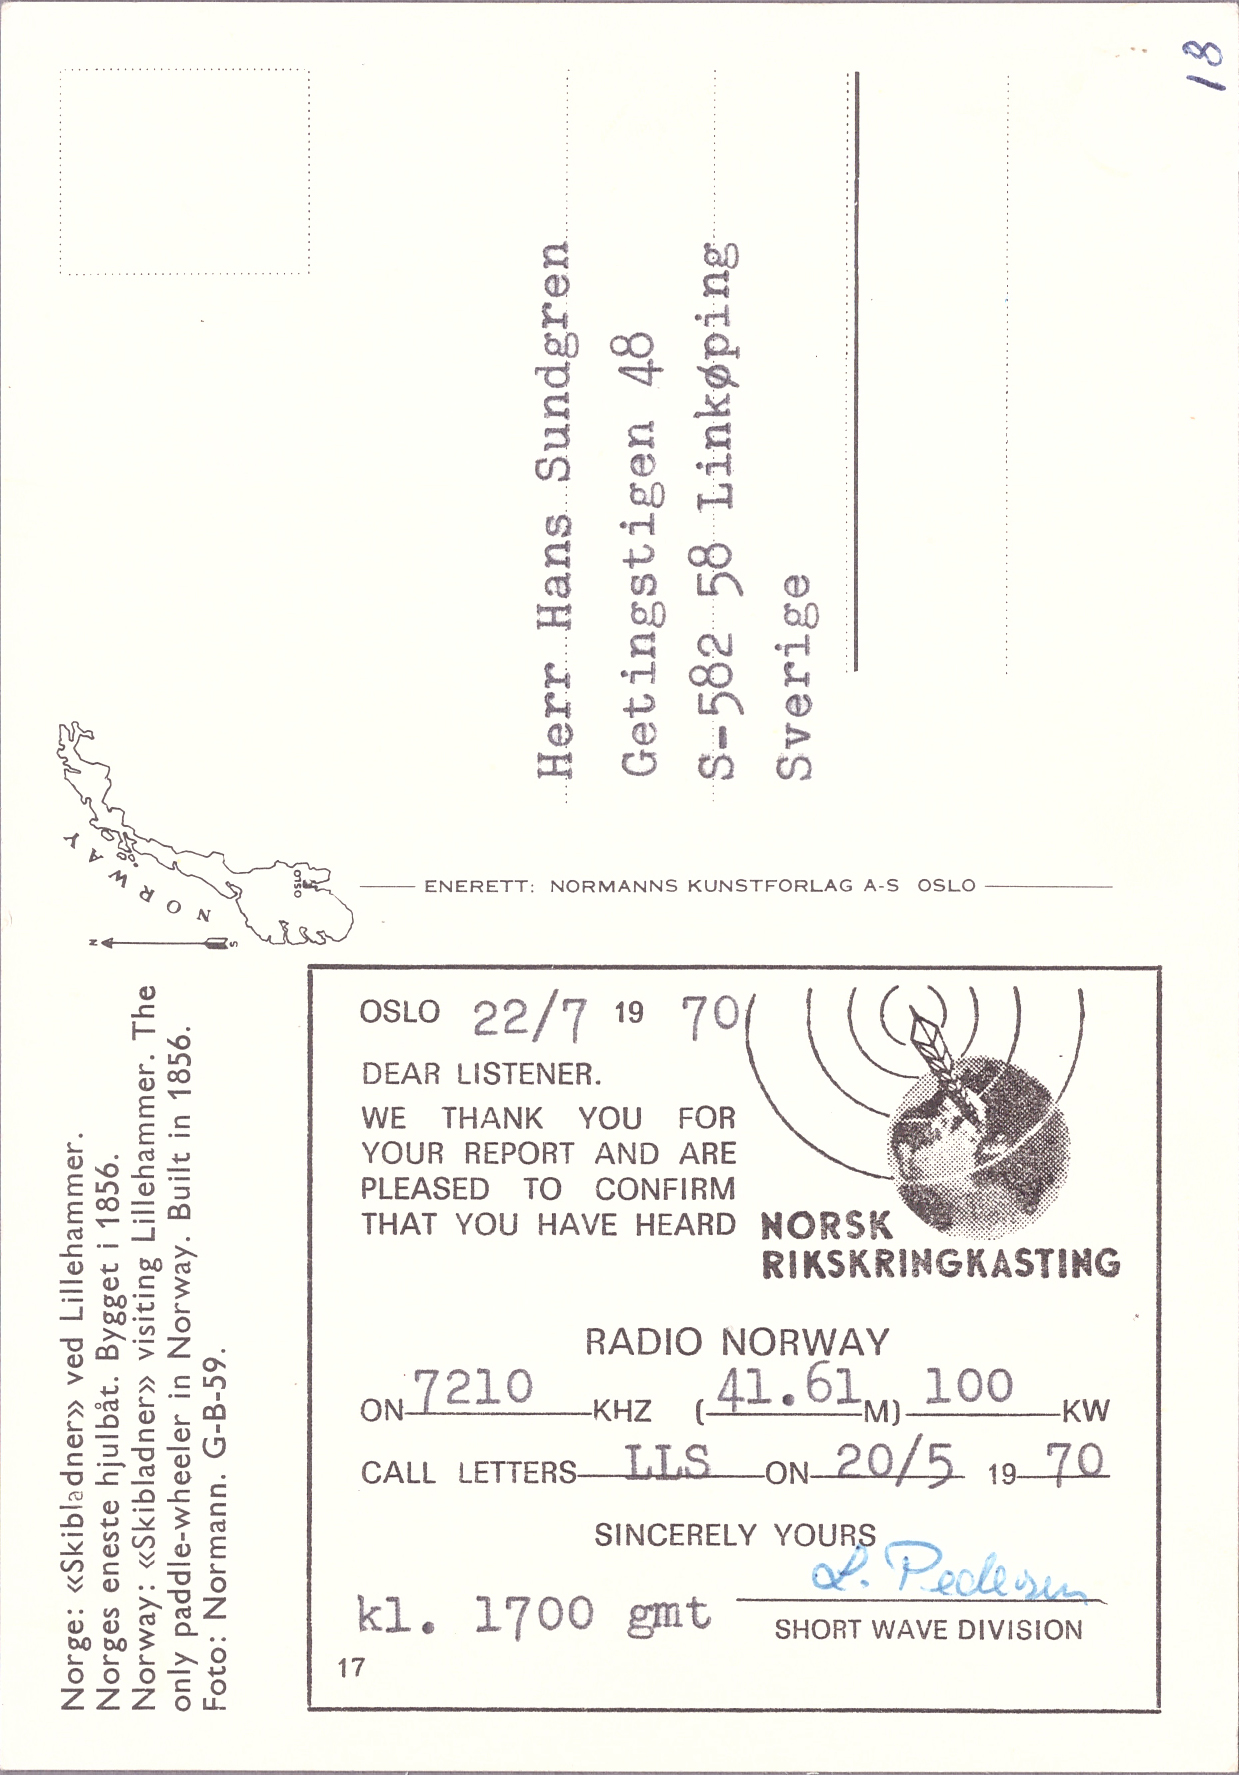 18
Herr Hans Sundgren
Getingstigen 48
S-582 58 Linkøping
Sverige
NORWAY
OSLO
N
S
ENERETT: NORMANNS KUNSTFORLAG A-S OSLO
Norge: «Skibladner» ved Lillehammer.
Norges eneste hjulbåt. Bygget i 1856.
Norway: «Skibladner» visiting Lillehammer. The
only paddle-wheeler in Norway. Built in 1856.
Foto: Normann. G-B-59.
OSLO 22/7 19 70
DEAR LISTENER.
WE THANK YOU FOR
YOUR REPORT AND ARE
PLEASED TO CONFIRM
THAT YOU HAVE HEARD
NORSK
RIKSKRINGKASTING
RADIO NORWAY
ON 7210 KHZ (41.61 M) 100 KW
CALL LETTERS LLS ON 20/5 19 70
SINCERELY YOURS
L. Pedersen
kl. 1700 gmt
SHORT WAVE DIVISION
17